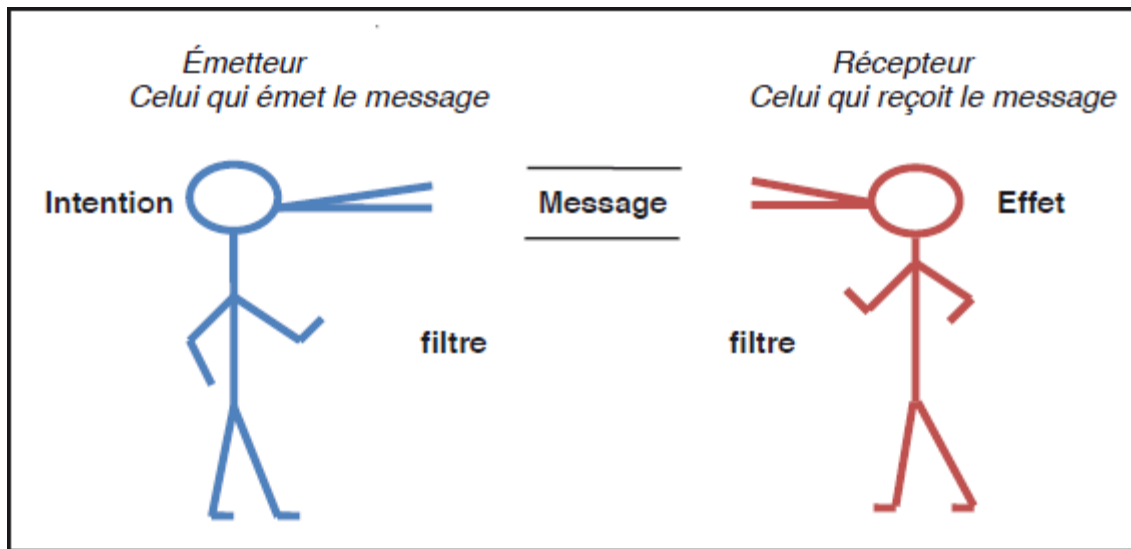 Émetteur
Celui qui émet le message
Récepteur
Celui qui reçoit le message
Intention
Message
Effet
filtre
filtre